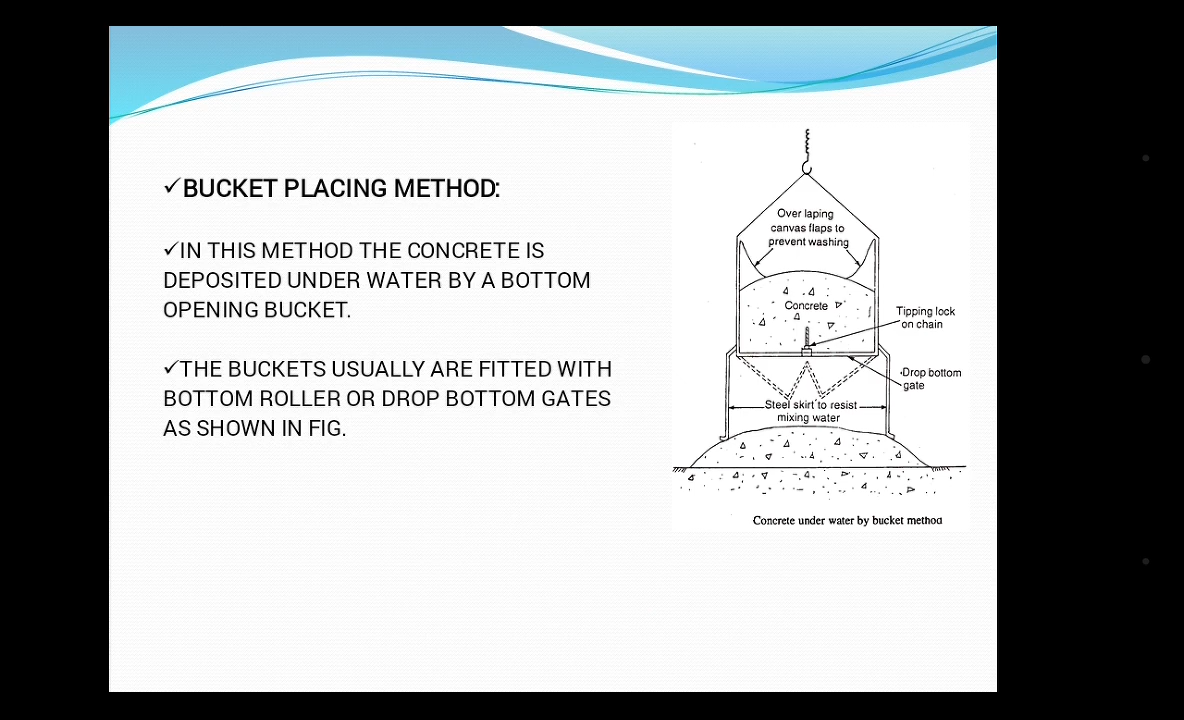 ✓BUCKET PLACING METHOD:
✓IN THIS METHOD THE CONCRETE IS
DEPOSITED UNDER WATER BY A BOTTOM
OPENING BUCKET.
✓THE BUCKETS USUALLY ARE FITTED WITH
BOTTOM ROLLER OR DROP BOTTOM GATES
AS SHOWN IN FIG.
Over laping
canvas flaps to
prevent washing
Concrete
Tipping lock
on chain
Drop bottom
gate
Steel skirt to resist
mixing water
Concrete under water by bucket method